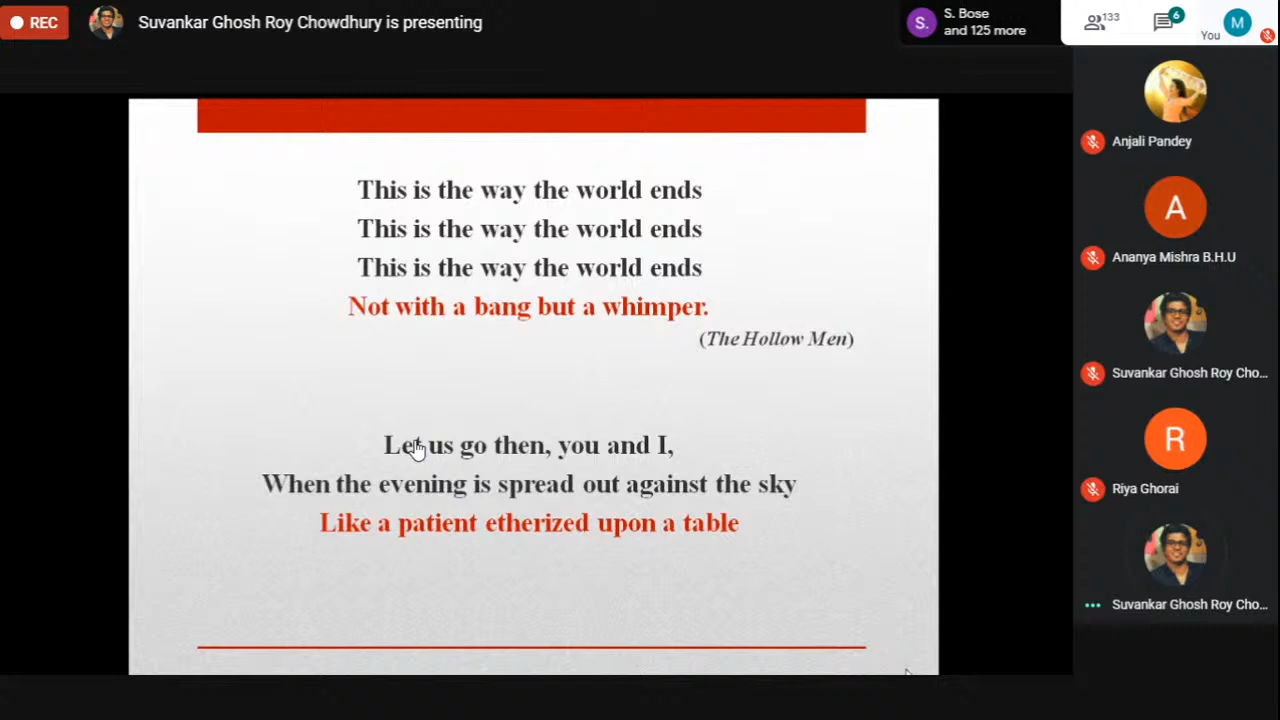 REC
Suvankar Ghosh Roy Chowdhury is presenting
S.
S. Bose
and 125 more
133
6
You
M
This is the way the world ends
This is the way the world ends
This is the way the world ends
Not with a bang but a whimper.
(The Hollow Men)
Let us go then, you and I,
When the evening is spread out against the sky
Like a patient etherized upon a table
Anjali Pandey
A
Ananya Mishra B.H.U
Suvankar Ghosh Roy Cho...
R
Riya Ghorai
Suvankar Ghosh Roy Cho...